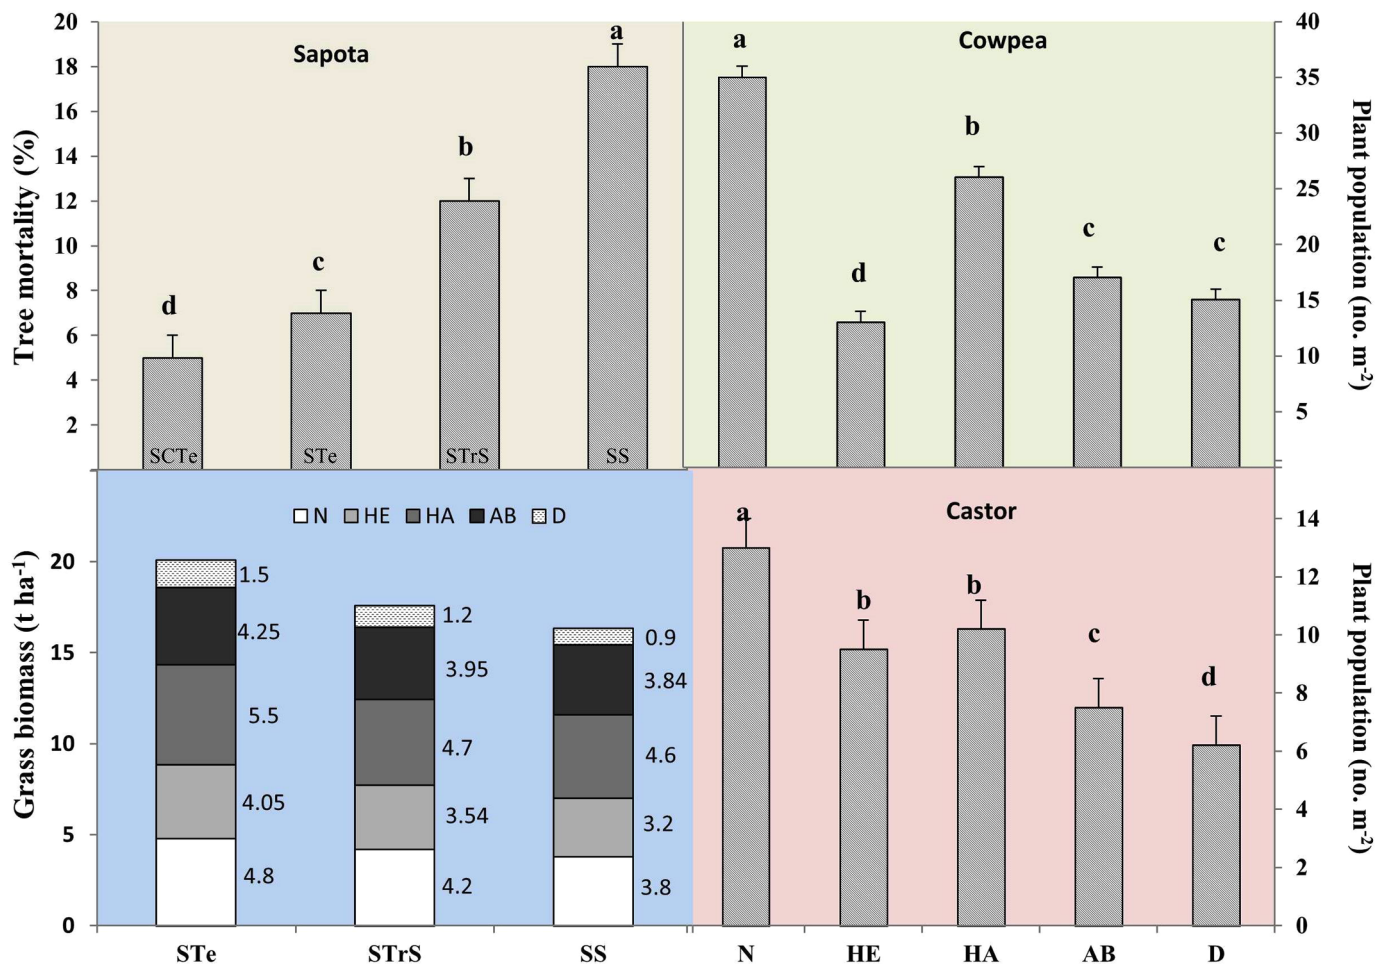 Sapota
Tree mortality (%)
20
18
16
14
12
10
8
6
4
2
d
c
b
a
SCTe
STe
STrS
SS
Cowpea
a
d
b
c
c
40
35
30
25
20
15
10
5
Plant population (no. m-2)
Grass biomass (t ha-1)
20
15
10
5
0
N HE HA AB D
1.5
4.25
5.5
4.05
4.8
1.2
3.95
4.7
3.54
4.2
0.9
3.84
4.6
3.2
3.8
STe STrS SS
Castor
a
b
b
c
d
14
12
10
8
6
4
2
0
Plant population (no. m-2)
N HE HA AB D